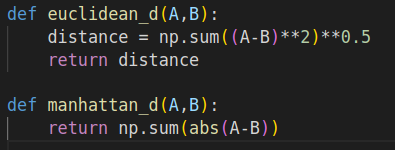 def euclidean_d(A,B):
    distance = np.sum((A-B)**2)**0.5
    return distance

def manhattan_d(A,B):
    return np.sum(abs(A-B))